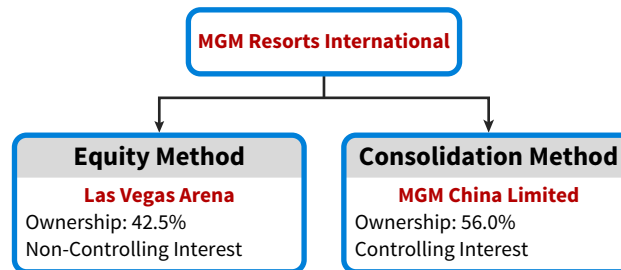 MGM Resorts International
Equity Method
Las Vegas Arena
Ownership: 42.5%
Non-Controlling Interest
Consolidation Method
MGM China Limited
Ownership: 56.0%
Controlling Interest